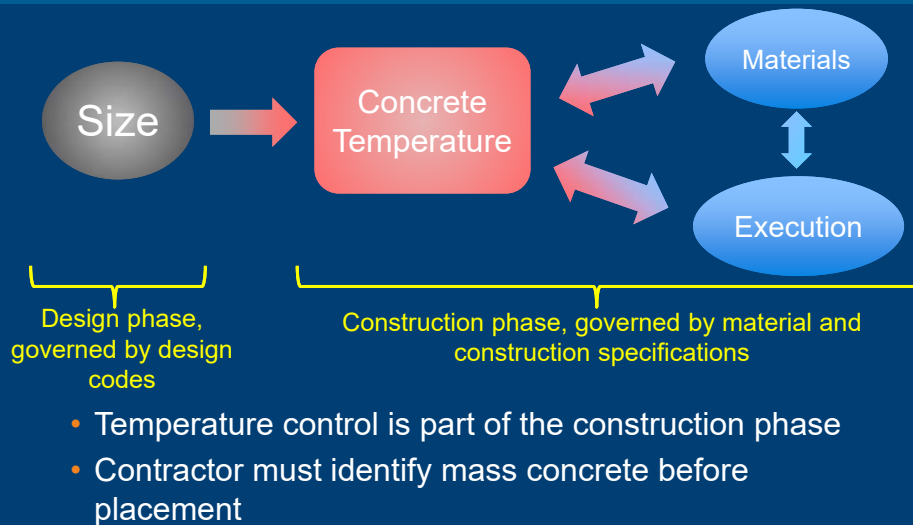 Size
Concrete
Temperature
Materials
Execution
Design phase,
governed by design
codes
Construction phase, governed by material and
construction specifications
• Temperature control is part of the construction phase
• Contractor must identify mass concrete before
placement